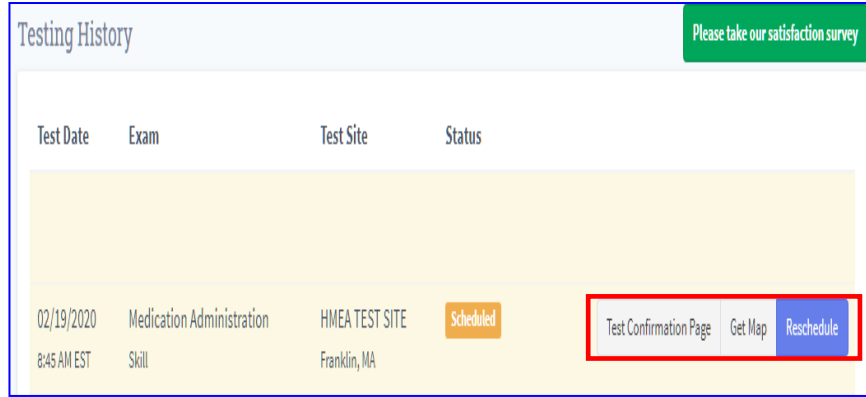 Testing History
Please take our satisfaction survey
Test Date Exam Test Site Status
02/19/2020 Medication Administration HMEA TEST SITE Scheduled Test Confirmation Page Get Map Reschedule
8:45 AM EST Skill Franklin, MA